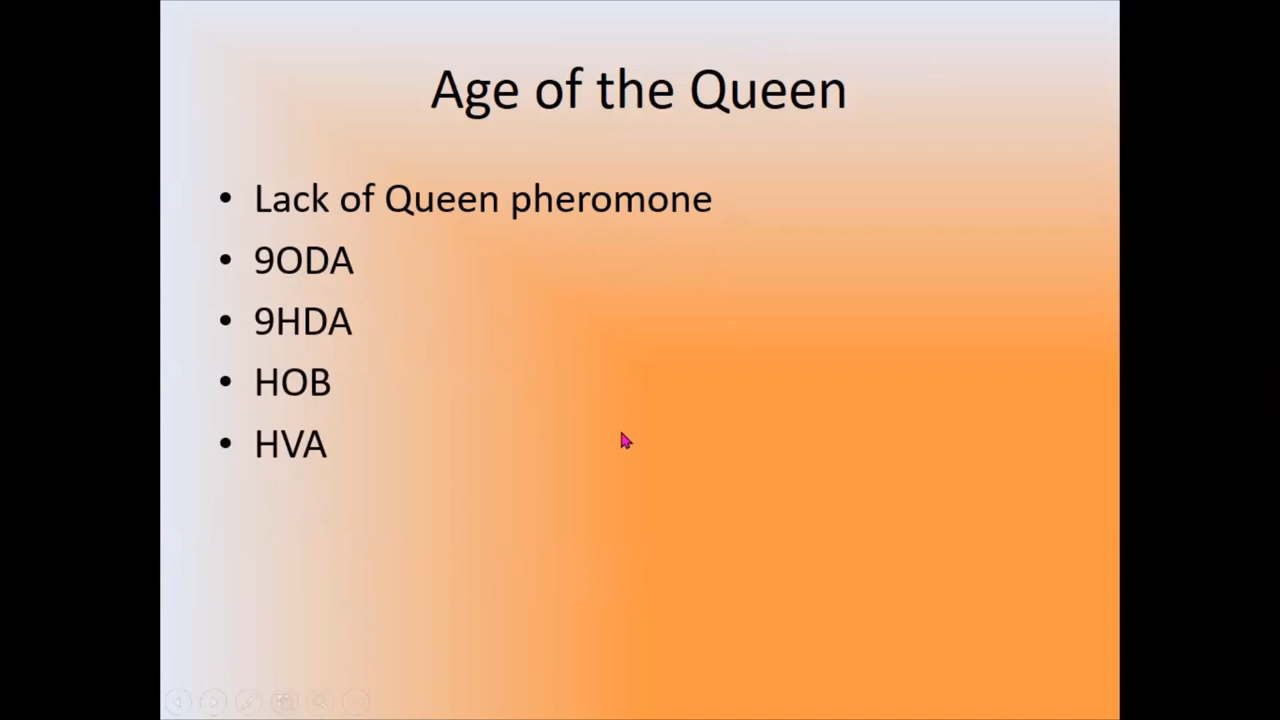 Age of the Queen
• Lack of Queen pheromone
• 9ODA
• 9HDA
• HOB
• HVA